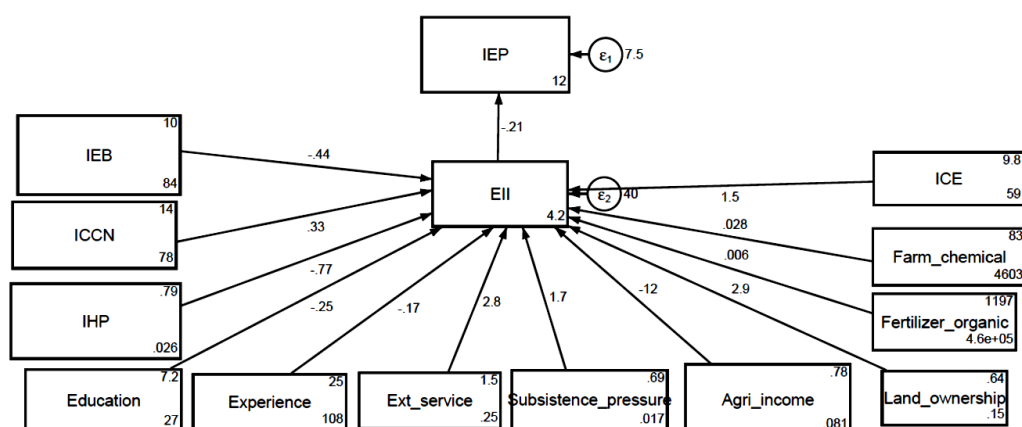 IEP
12
ε1
7.5
-.21
10
IEB
84
-.44
EII
4.2
ε2
40
9.8
ICE
59
1.5
14
ICCN
78
.33
83
Farm_chemical
4603
.028
.79
IHP
.026
-.77
1197
Fertilizer_organic
4.6e+05
.006
7.2
Education
27
-.25
25
Experience
108
-.17
1.5
Ext_service
.25
2.8
.69
Subsistence_pressure
.017
1.7
.78
Agri_income
081
-12
.64
Land_ownership
.15
2.9